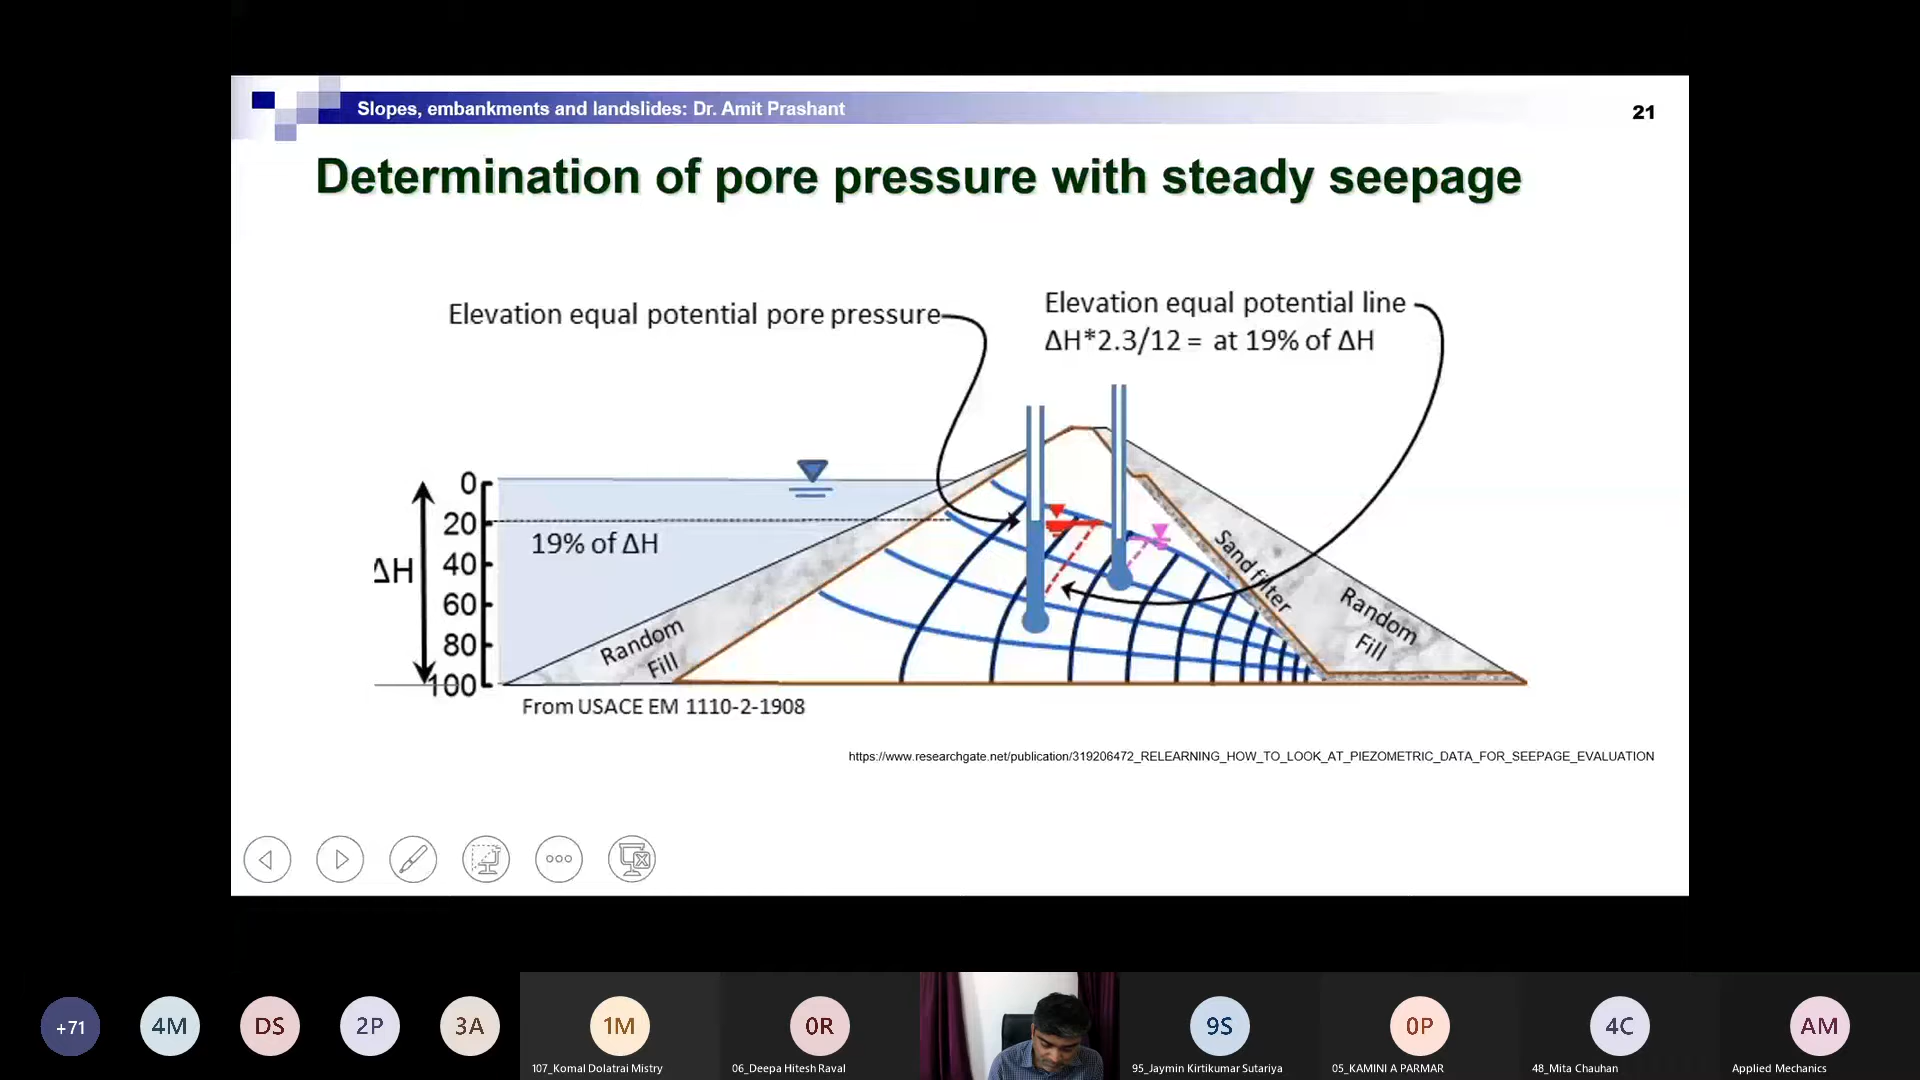 Slopes, embankments and landslides: Dr. Amit Prashant
21
Determination of pore pressure with steady seepage
Elevation equal potential pore pressure
Elevation equal potential line
ΔH*2.3/12 = at 19% of ΔH
0
20
19% of ΔH
40
ΔH
60
80
100
Random
Fill
Sand filter
Random
Fill
From USACE EM 1110-2-1908
https://www.researchgate.net/publication/319206472_RELEARNING_HOW_TO_LOOK_AT_PIEZOMETRIC_DATA_FOR_SEEPAGE_EVALUATION
+71
4M
DS
2P
3A
1M
0R
9S
0P
4C
AM
107_Komal Dolatrai Mistry
06_Deepa Hitesh Raval
95_Jaymin Kirtikumar Sutariya
05_KAMINI A PARMAR
48_Mita Chauhan
Applied Mechanics